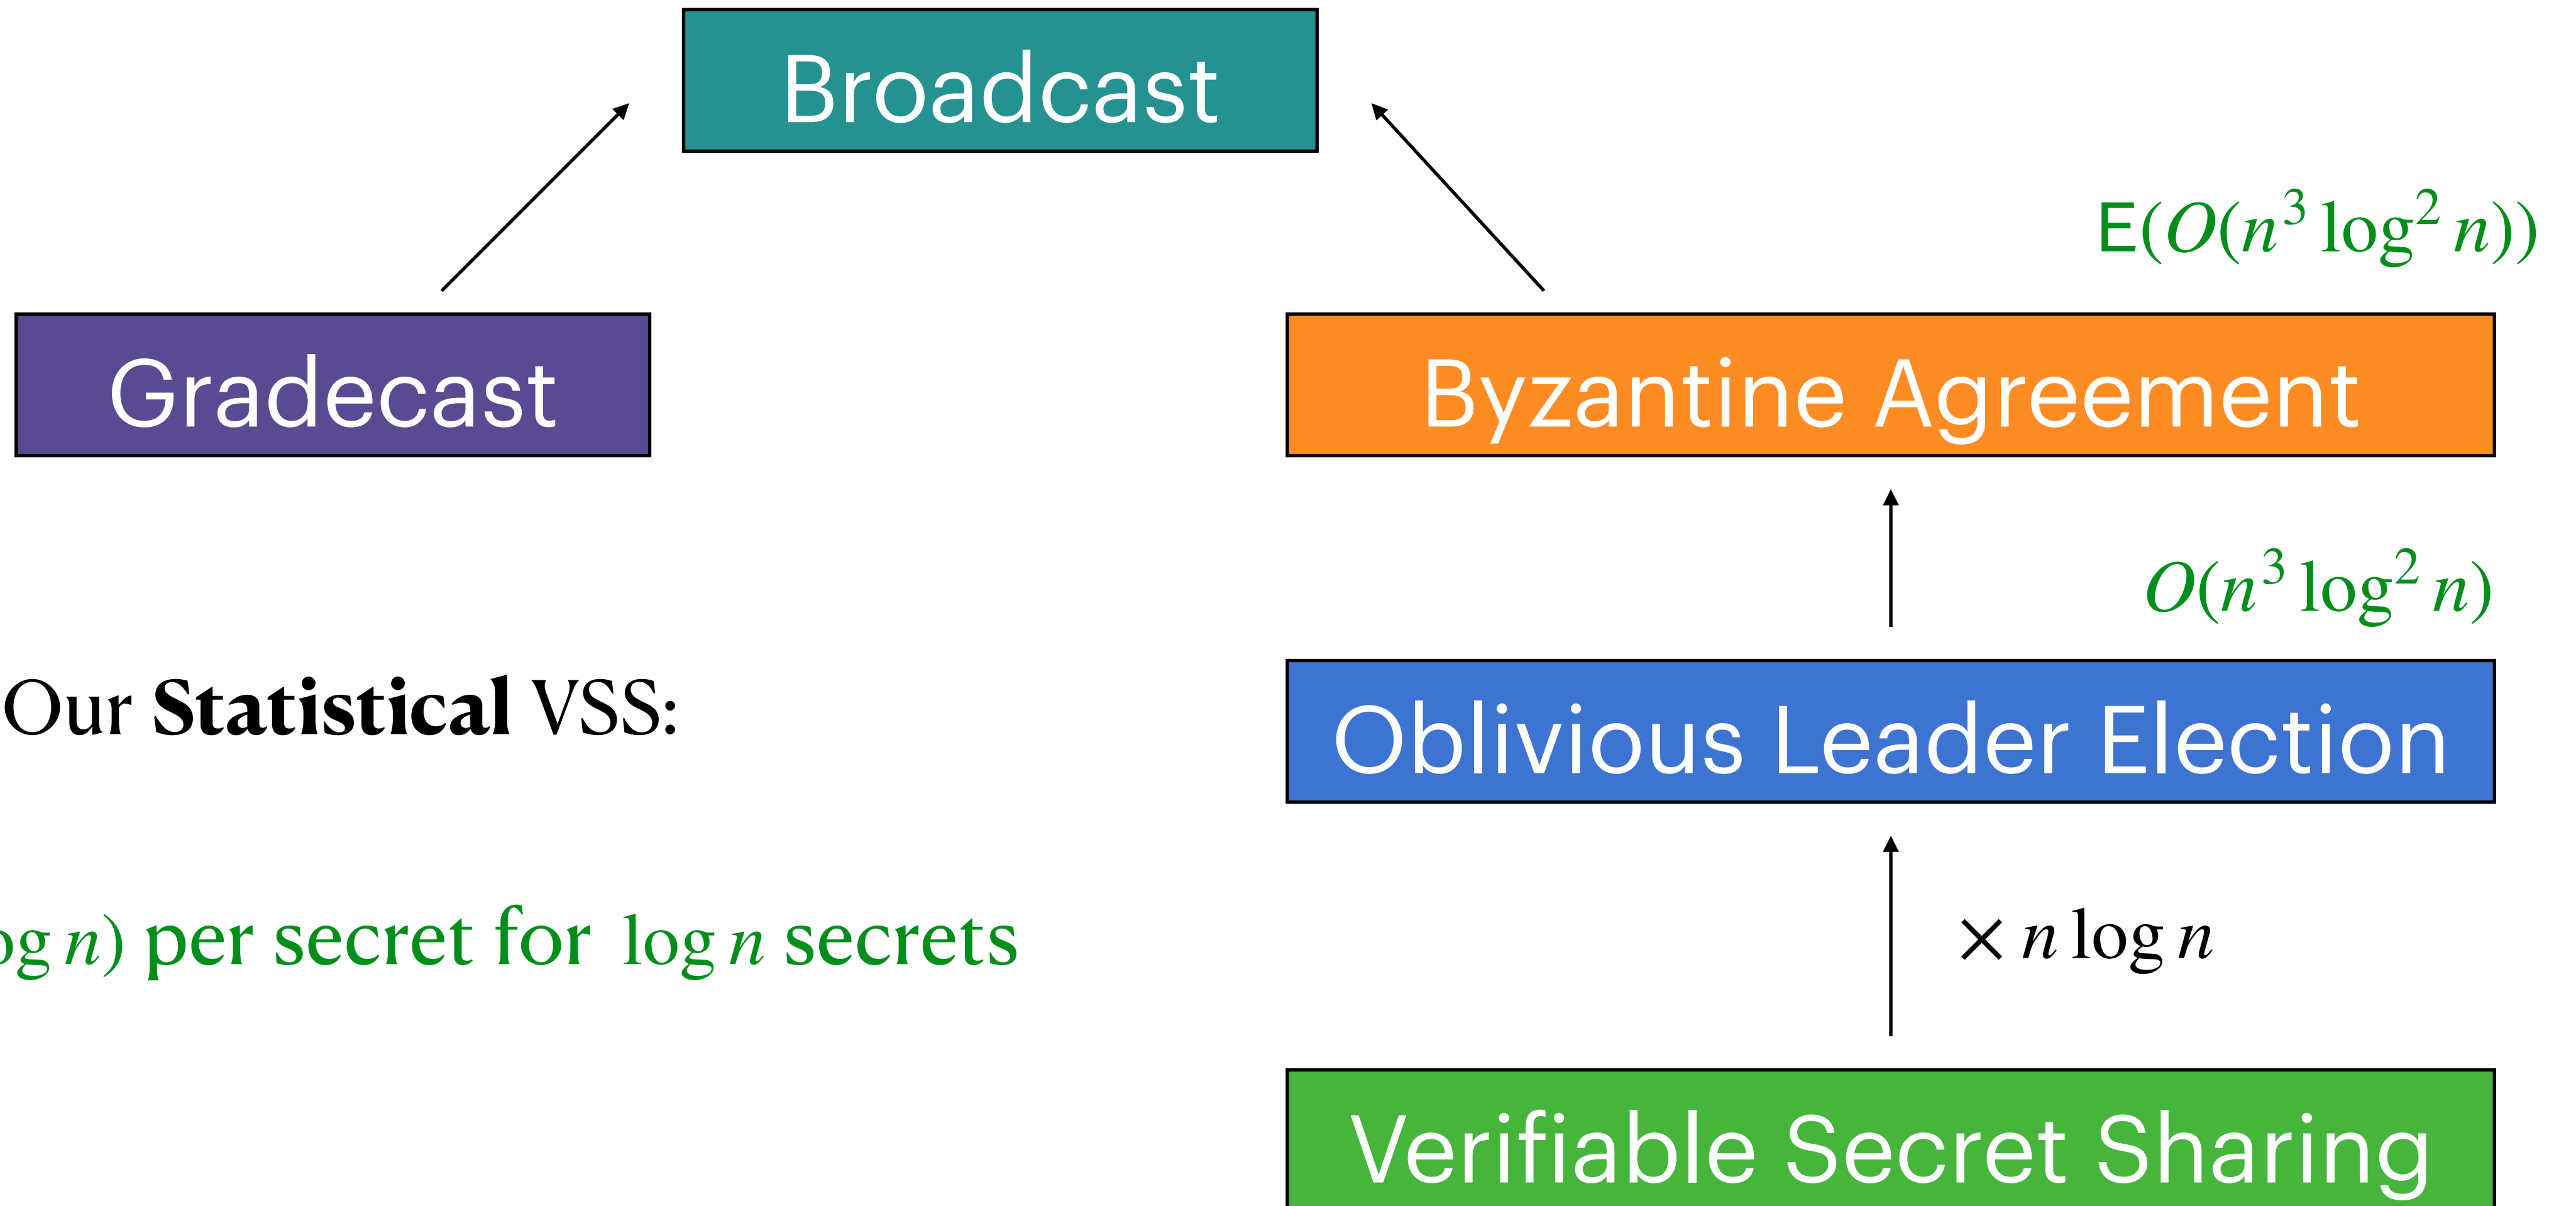 Broadcast
E(O(n³ log² n))
Gradecast
Byzantine Agreement
O(n³ log² n)
Our Statistical VSS:
Oblivious Leader Election
n) per secret for log n secrets
× n log n
Verifiable Secret Sharing